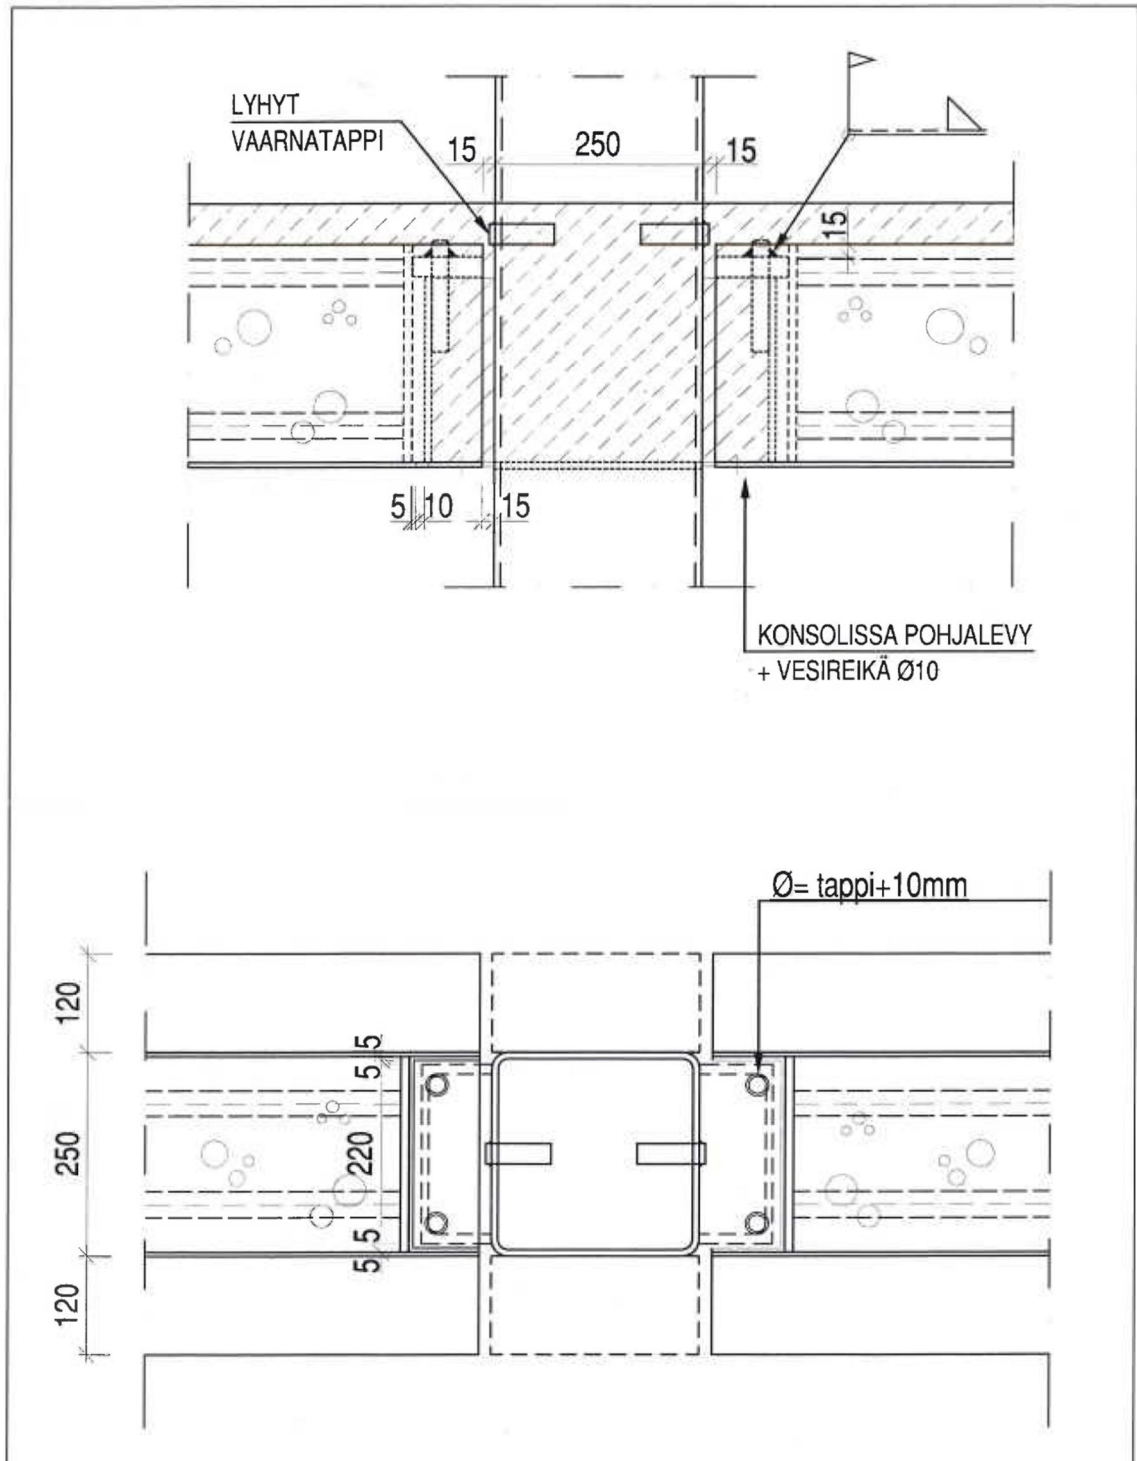 LYHYT
VAARNATAPPI
15 250 15
15
5 10 15
KONSOLISSA POHJALEVY
+ VESIREIKÄ Ø10
Ø= tappi+10mm
120
5
5
250
220
5
5
120